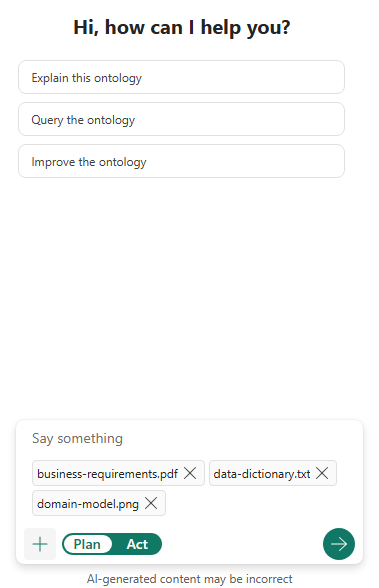 Hi, how can I help you?
Explain this ontology
Query the ontology
Improve the ontology
Say something
business-requirements.pdf data-dictionary.txt
domain-model.png
Plan Act
AI-generated content may be incorrect